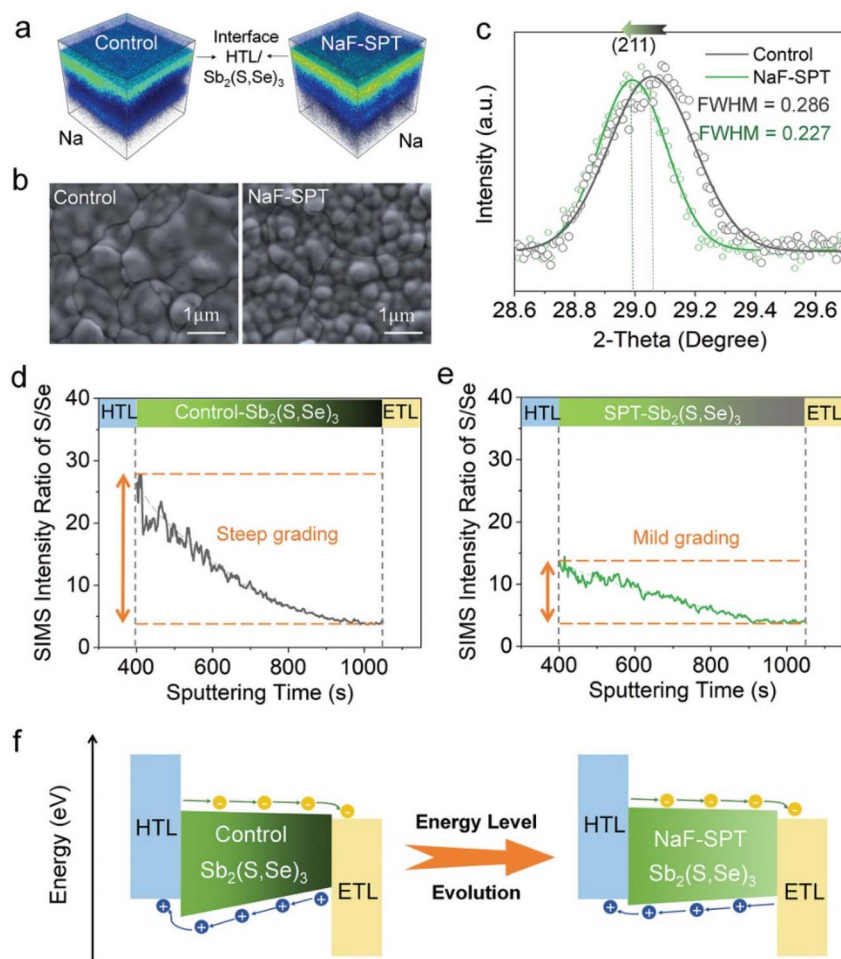 a
Control
Interface
HTL/
Sb₂(S,Se)₃
NaF-SPT
Na
Na
b
Control
1μm
NaF-SPT
1μm
c
(211)
Control
NaF-SPT
FWHM = 0.286
FWHM = 0.227
Intensity (a.u.)
28.6 28.8 29.0 29.2 29.4 29.6
2-Theta (Degree)
d
HTL
Control-Sb₂(S,Se)₃
ETL
Steep grading
SIMS Intensity Ratio of S/Se
40
30
20
10
0
400 600 800 1000
Sputtering Time (s)
e
HTL
SPT-Sb₂(S,Se)₃
ETL
Mild grading
SIMS Intensity Ratio of S/Se
40
30
20
10
0
400 600 800 1000
Sputtering Time (s)
f
Energy (eV)
HTL
Control
Sb₂(S,Se)₃
ETL
Energy Level
Evolution
HTL
NaF-SPT
Sb₂(S,Se)₃
ETL